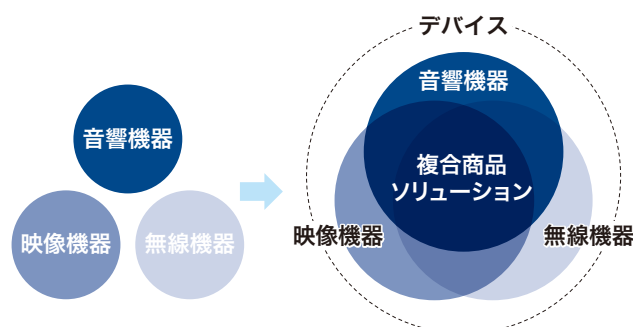 音響機器
映像機器
無線機器
デバイス
音響機器
複合商品
ソリューション
映像機器
無線機器